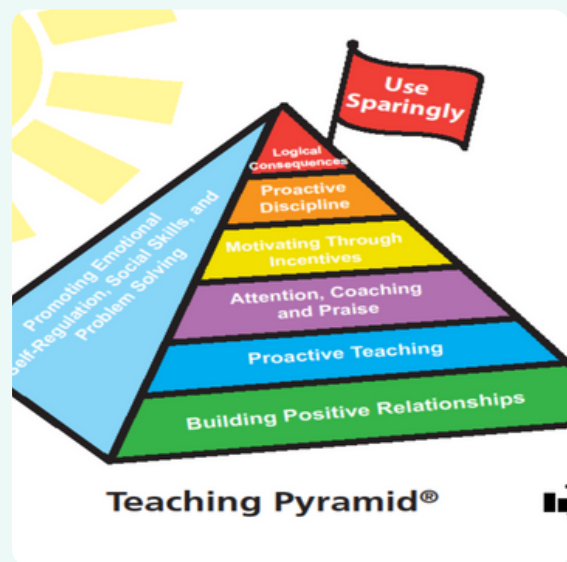 Use
Sparingly
Logical
Consequences
Proactive
Discipline
Motivating Through
Incentives
Attention, Coaching
and Praise
Proactive Teaching
Building Positive Relationships
Promoting Emotional
Self-Regulation, Social Skills, and
Problem Solving
Teaching Pyramid®